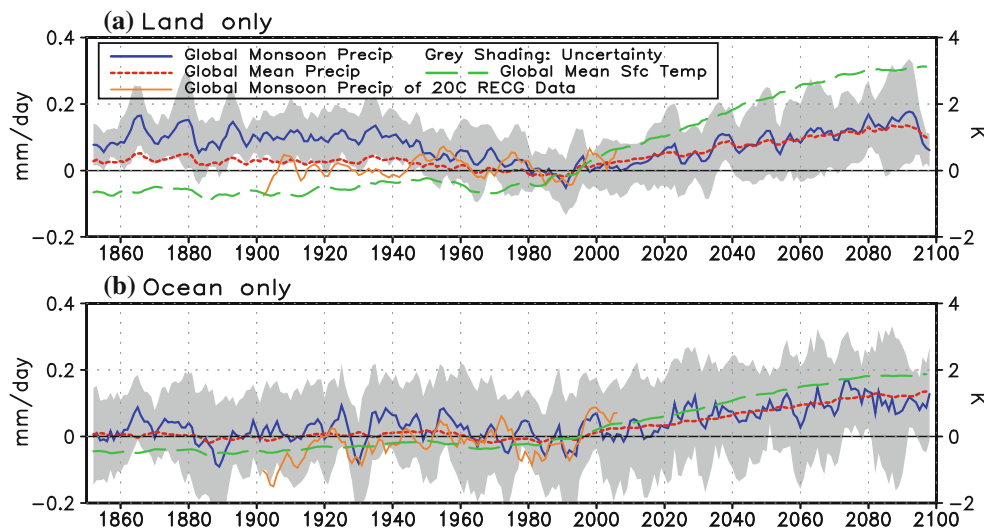 (a) Land only
0.4
0.2
0
−0.2
mm/day
4
2
0
−2
K
Global Monsoon Precip Grey Shading: Uncertainty
Global Mean Precip Global Mean Sfc Temp
Global Monsoon Precip of 20C RECG Data
1860 1880 1900 1920 1940 1960 1980 2000 2020 2040 2060 2080 2100
(b) Ocean only
0.4
0.2
0
−0.2
mm/day
4
2
0
−2
K
1860 1880 1900 1920 1940 1960 1980 2000 2020 2040 2060 2080 2100